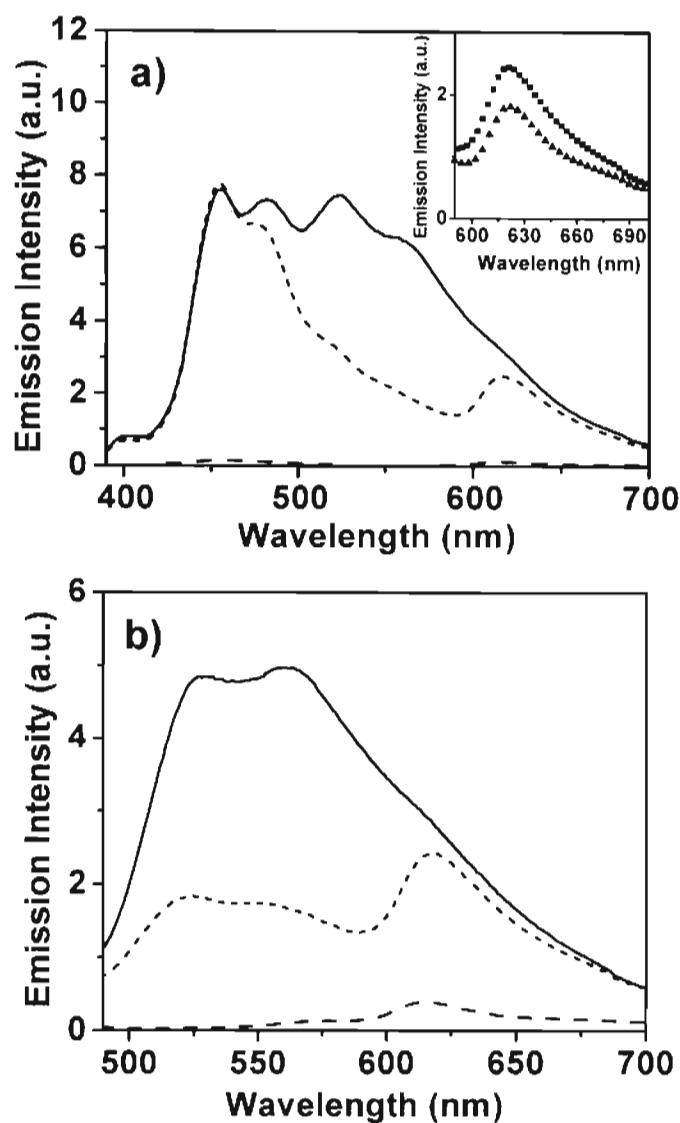 a)
Emission Intensity (a.u.)
12
10
8
6
4
2
0
400 500 600 700
Wavelength (nm)
Emission Intensity (a.u.)
2
0
600 630 660 690
Wavelength (nm)
b)
Emission Intensity (a.u.)
6
4
2
0
500 550 600 650 700
Wavelength (nm)